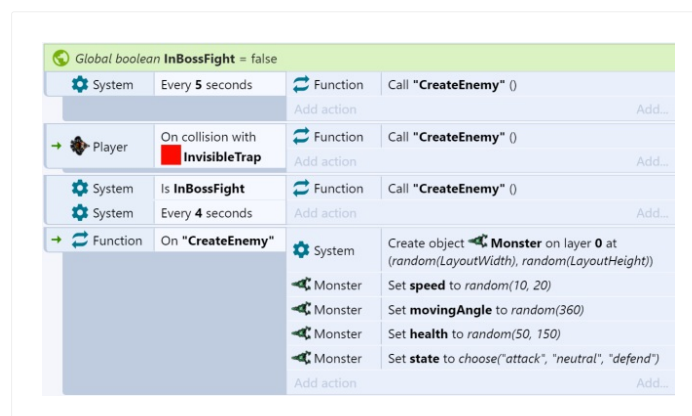 Global boolean InBossFight = false
System Every 5 seconds Function Call "CreateEnemy" ()
Add action Add...
Player On collision with InvisibleTrap Function Call "CreateEnemy" ()
Add action Add...
System Is InBossFight Function Call "CreateEnemy" ()
System Every 4 seconds Add action Add...
Function On "CreateEnemy" System Create object Monster on layer 0 at
(random(LayoutWidth), random(LayoutHeight))
Monster Set speed to random(10, 20)
Monster Set movingAngle to random(360)
Monster Set health to random(50, 150)
Monster Set state to choose("attack", "neutral", "defend")
Add action Add...